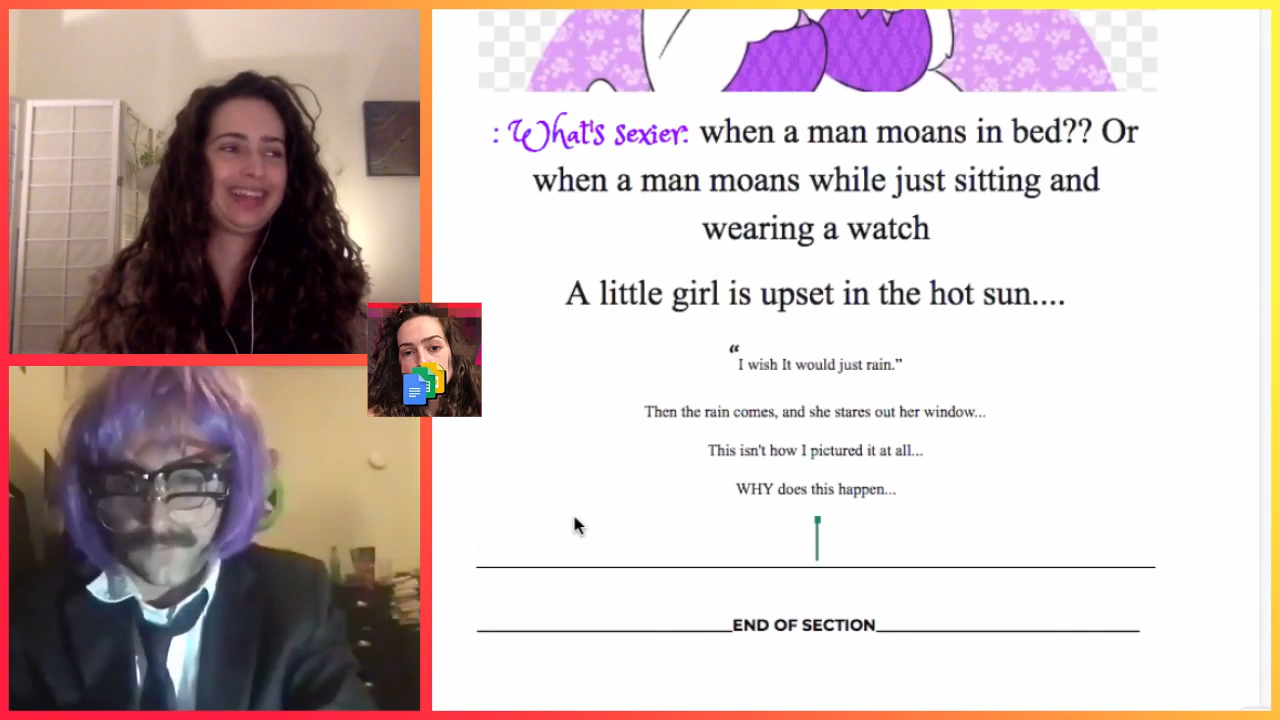 : What's sexier: when a man moans in bed?? Or
when a man moans while just sitting and
wearing a watch
A little girl is upset in the hot sun....
“I wish It would just rain.”
Then the rain comes, and she stares out her window...
This isn't how I pictured it at all...
WHY does this happen...
END OF SECTION